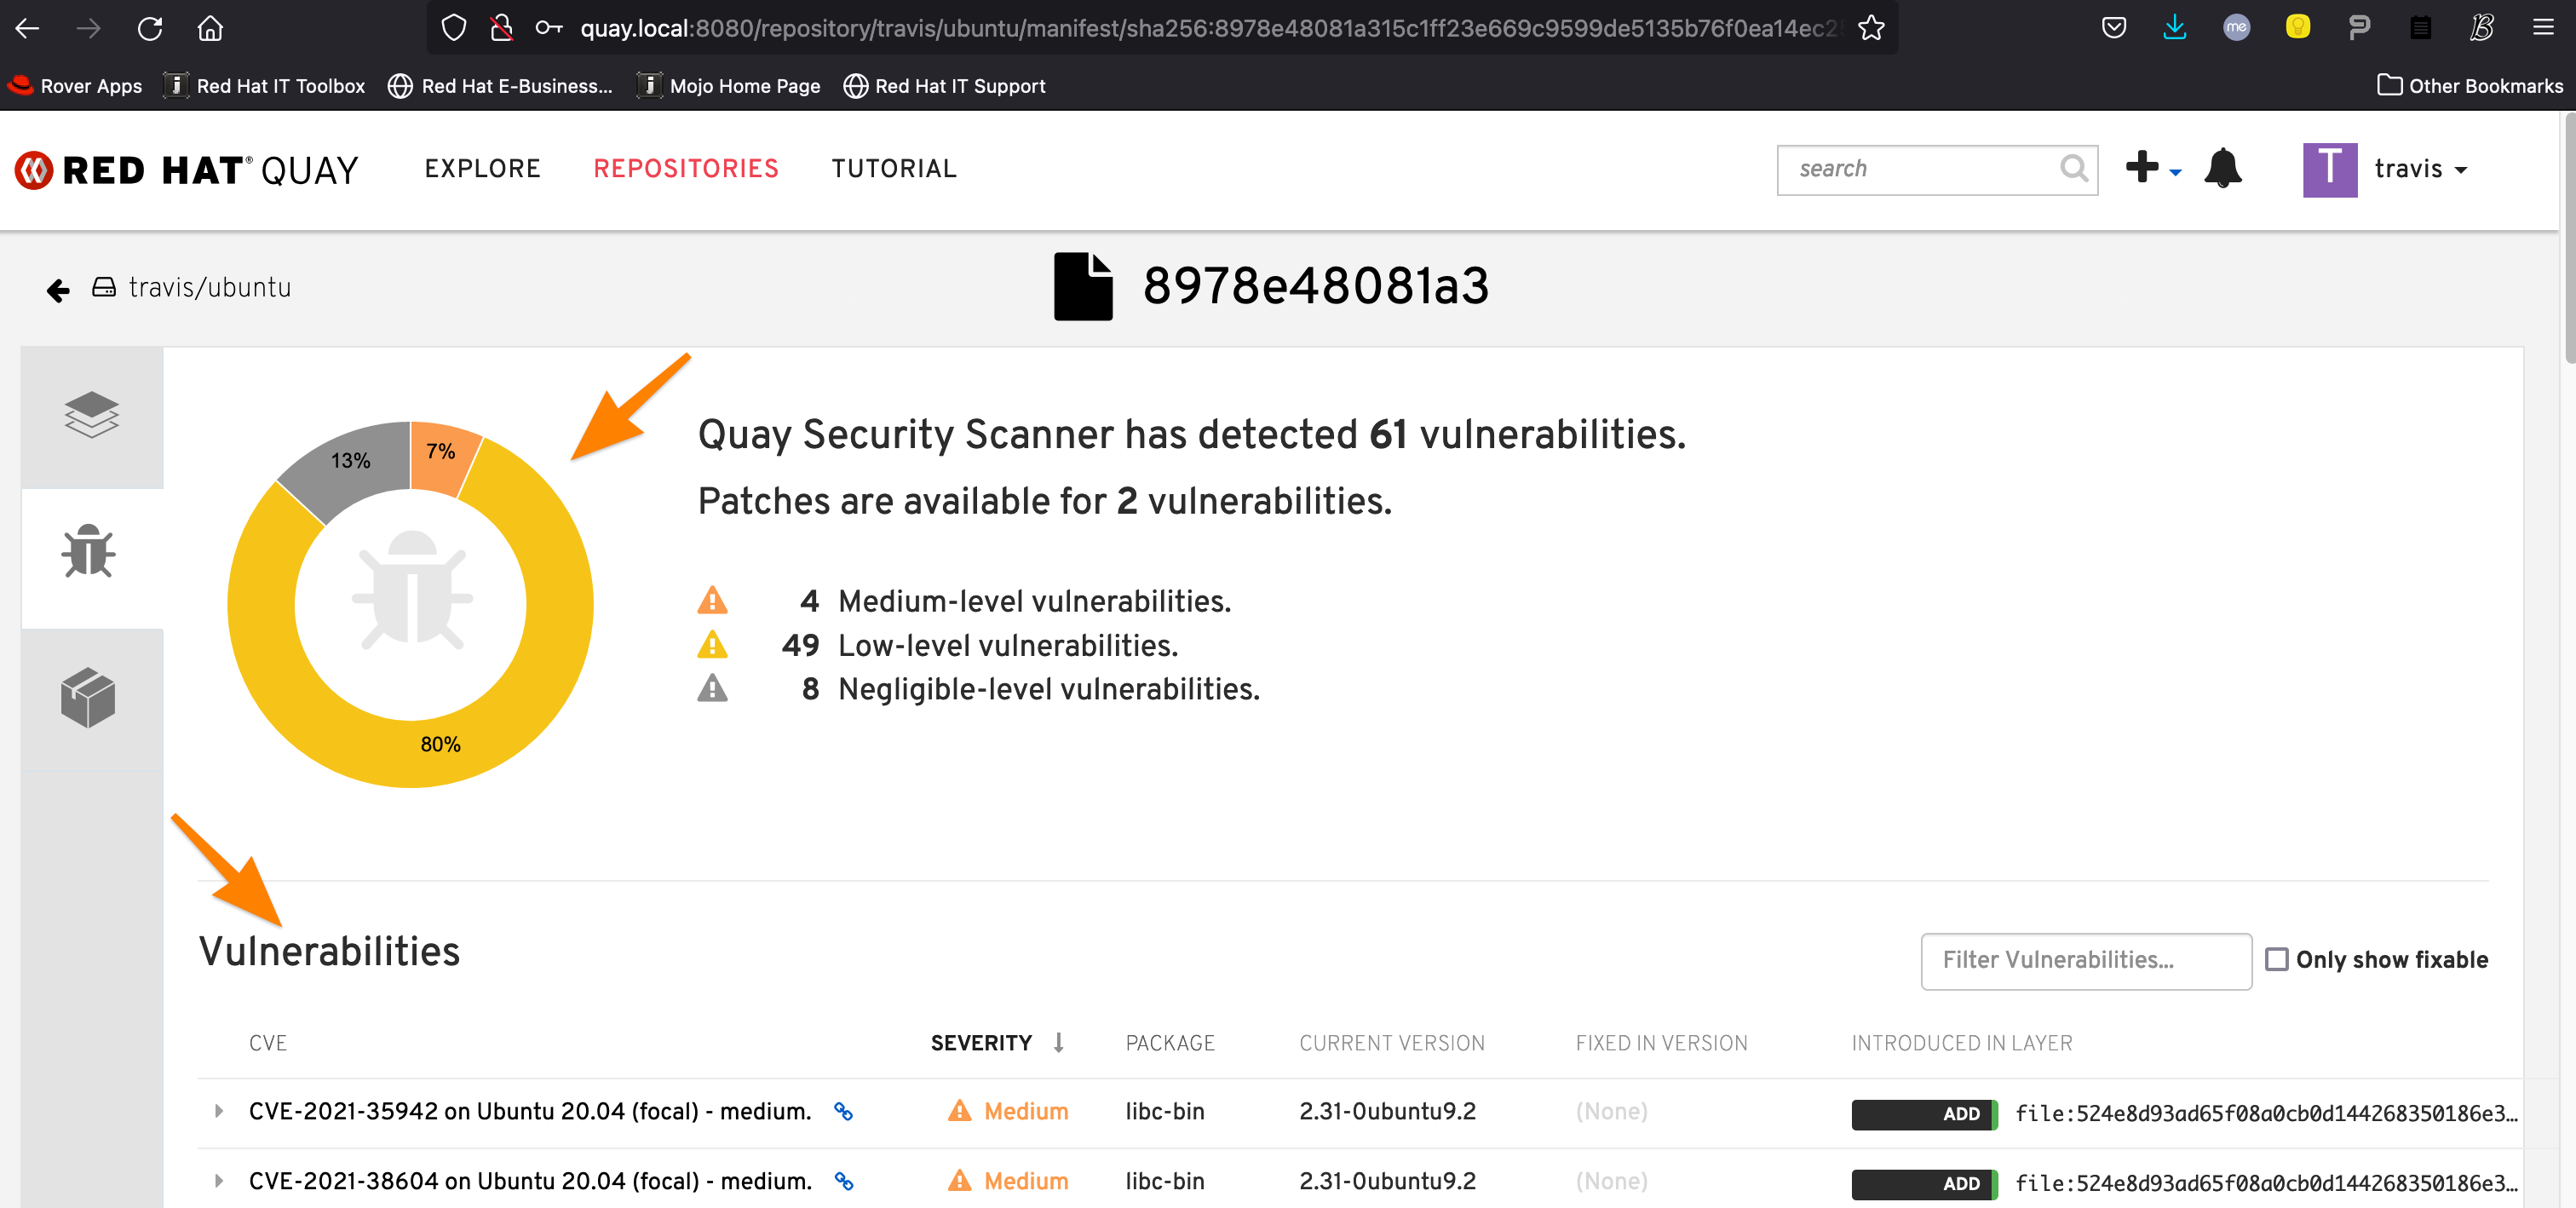 quay.local:8080/repository/travis/ubuntu/manifest/sha256:8978e48081a315c1ff23e669c9599de5135b76f0ea14ec2
me
Rover Apps
Red Hat IT Toolbox
Red Hat E-Business...
Mojo Home Page
Red Hat IT Support
Other Bookmarks
RED HAT® QUAY
EXPLORE
REPOSITORIES
TUTORIAL
search
T
travis
travis/ubuntu
8978e48081a3
13%
7%
80%
Quay Security Scanner has detected 61 vulnerabilities.
Patches are available for 2 vulnerabilities.
4 Medium-level vulnerabilities.
49 Low-level vulnerabilities.
8 Negligible-level vulnerabilities.
Vulnerabilities
Filter Vulnerabilities...
Only show fixable
CVE SEVERITY PACKAGE CURRENT VERSION FIXED IN VERSION INTRODUCED IN LAYER
CVE-2021-35942 on Ubuntu 20.04 (focal) - medium. Medium libc-bin 2.31-0ubuntu9.2 (None) ADD file:524e8d93ad65f08a0cb0d144268350186e3...
CVE-2021-38604 on Ubuntu 20.04 (focal) - medium. Medium libc-bin 2.31-0ubuntu9.2 (None) ADD file:524e8d93ad65f08a0cb0d144268350186e3...